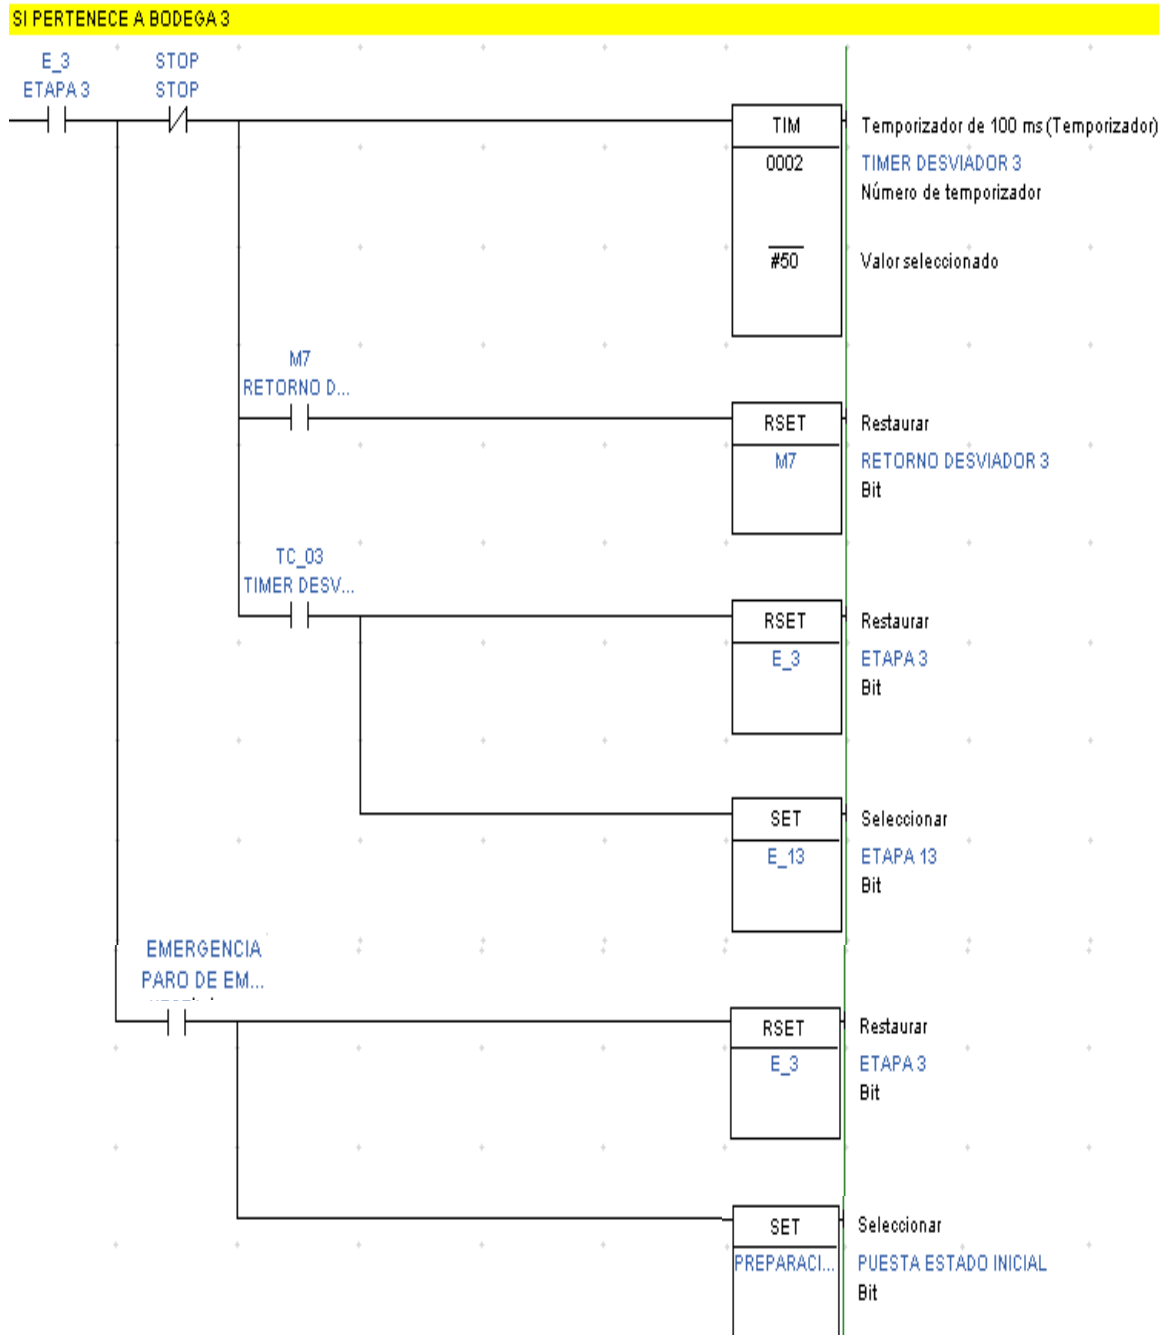 SI PERTENECE A BODEGA 3
E_3
ETAPA 3
STOP
STOP
TIM
0002
#50
Temporizador de 100 ms (Temporizador)
TIMER DESVIADOR 3
Número de temporizador
Valor seleccionado
M7
RETORNO D...
RSET
M7
Restaurar
RETORNO DESVIADOR 3
Bit
TC_03
TIMER DESV...
RSET
E_3
Restaurar
ETAPA 3
Bit
SET
E_13
Seleccionar
ETAPA 13
Bit
EMERGENCIA
PARO DE EM...
RSET
E_3
Restaurar
ETAPA 3
Bit
SET
PREPARACI...
Seleccionar
PUESTA ESTADO INICIAL
Bit